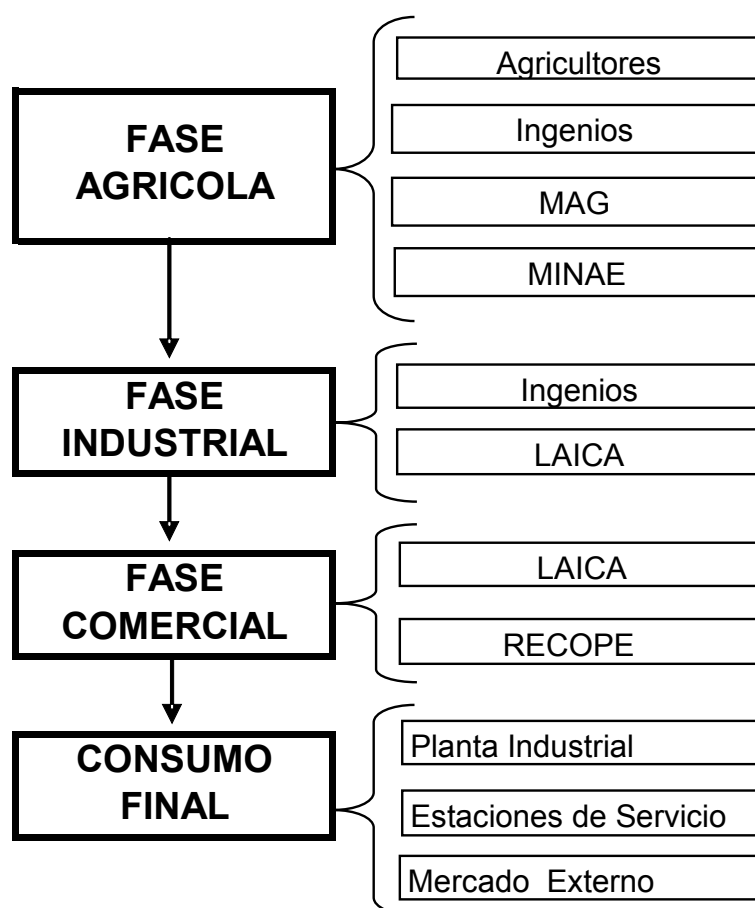 FASE
AGRICOLA
Agricultores
Ingenios
MAG
MINAE
FASE
INDUSTRIAL
Ingenios
LAICA
FASE
COMERCIAL
LAICA
RECOPE
CONSUMO
FINAL
Planta Industrial
Estaciones de Servicio
Mercado Externo